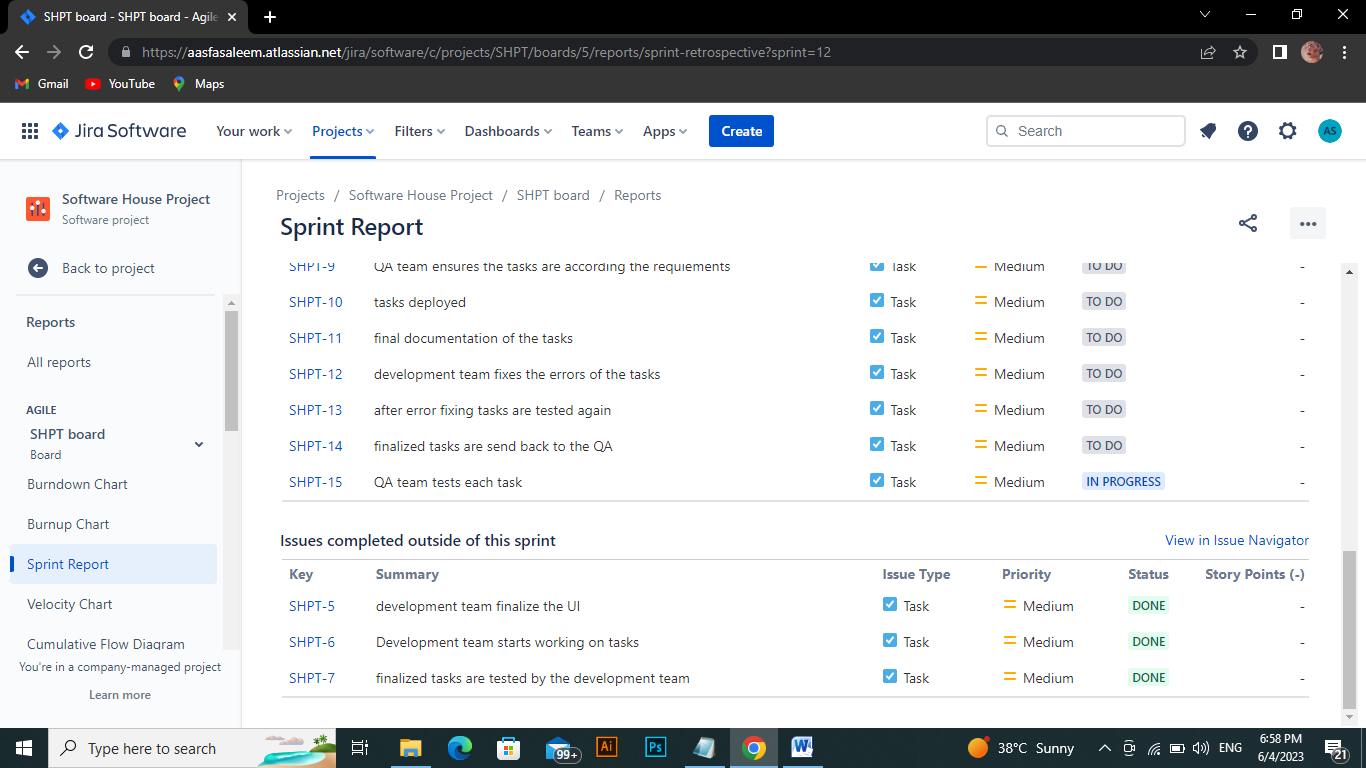 SHPT board - SHPT board - Agile
https://aasfasaleem.atlassian.net/jira/software/c/projects/SHPT/boards/5/reports/sprint-retrospective?sprint=12
Gmail YouTube Maps
Jira Software Your work Projects Filters Dashboards Teams Apps Create Search AS
Software House Project
Software project
Back to project
Reports
All reports
AGILE
SHPT board
Board
Burndown Chart
Burnup Chart
Sprint Report
Velocity Chart
Cumulative Flow Diagram
You're in a company-managed project
Learn more
Projects / Software House Project / SHPT board / Reports
Sprint Report
SHPT-9 QA team ensures the tasks are according the requiements Task Medium TO DO -
SHPT-10 tasks deployed Task Medium TO DO -
SHPT-11 final documentation of the tasks Task Medium TO DO -
SHPT-12 development team fixes the errors of the tasks Task Medium TO DO -
SHPT-13 after error fixing tasks are tested again Task Medium TO DO -
SHPT-14 finalized tasks are send back to the QA Task Medium TO DO -
SHPT-15 QA team tests each task Task Medium IN PROGRESS -
Issues completed outside of this sprint View in Issue Navigator
Key Summary Issue Type Priority Status Story Points (-)
SHPT-5 development team finalize the UI Task Medium DONE -
SHPT-6 Development team starts working on tasks Task Medium DONE -
SHPT-7 finalized tasks are tested by the development team Task Medium DONE -
Type here to search 99+ Ai Ps W 38°C Sunny ENG 6:58 PM
6/4/2023 21